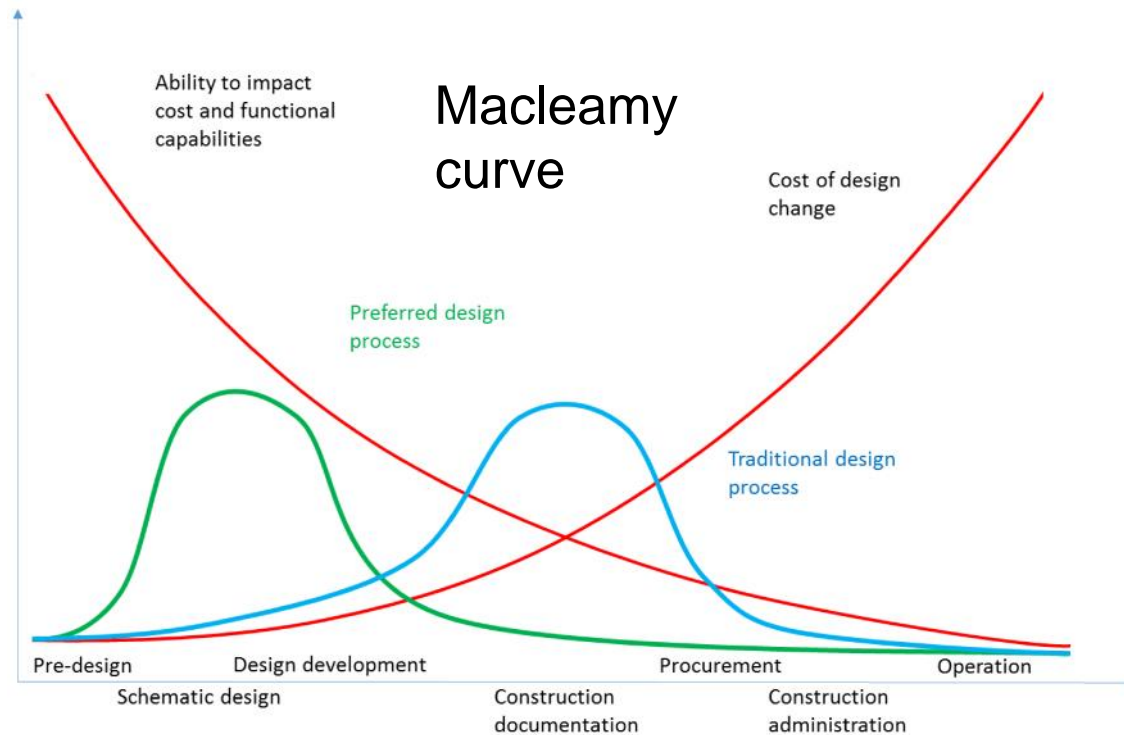 Ability to impact
cost and functional
capabilities
Macleamy
curve
Cost of design
change
Preferred design
process
Traditional design
process
Pre-design
Schematic design
Design development
Construction
documentation
Procurement
Construction
administration
Operation